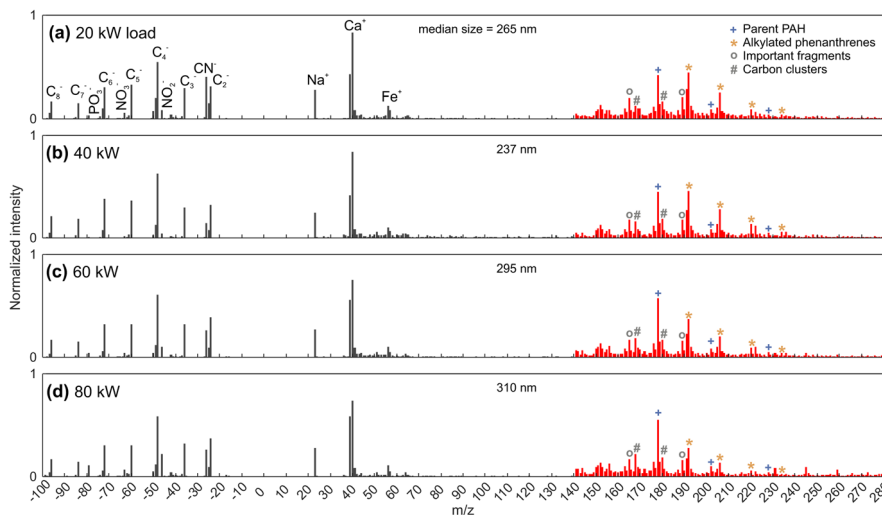 1
(a) 20 kW load
median size = 265 nm
+ Parent PAH
* Alkylated phenanthrenes
o Important fragments
# Carbon clusters
C8-
C7-
PO3-
C6-
NO3-
C5-
C4-
NO2-
C3-
CN-
C2-
Na+
Ca+
Fe+
0
1
(b) 40 kW
237 nm
0
1
(c) 60 kW
295 nm
0
1
(d) 80 kW
310 nm
0
Normalized intensity
-100 -90 -80 -70 -60 -50 -40 -30 -20 -10 0 10 20 30 40 50 60 70 80 90 100 110 120 130 140 150 160 170 180 190 200 210 220 230 240 250 260 270 280
m/z